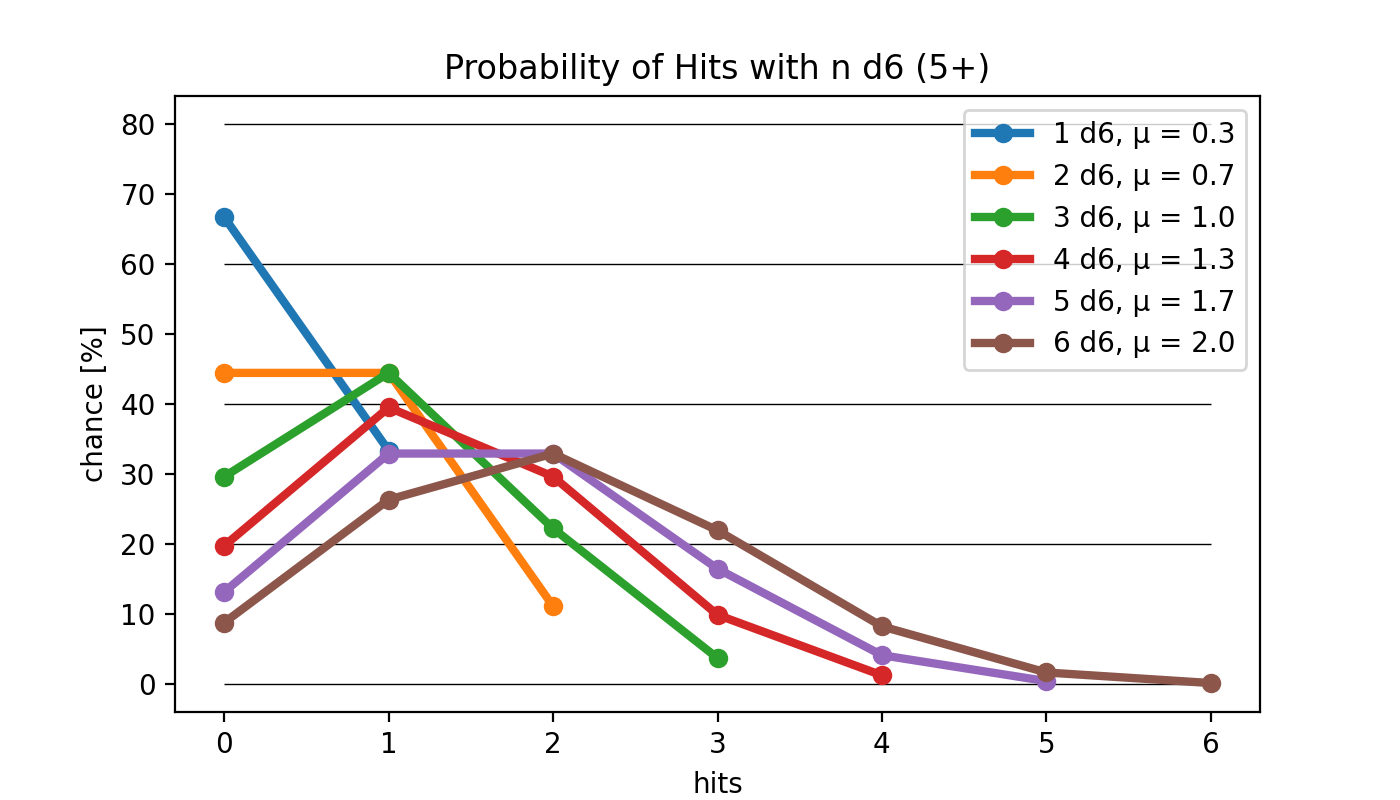 Probability of Hits with n d6 (5+)
chance [%]
80
70
60
50
40
30
20
10
0
1 d6, µ = 0.3
2 d6, µ = 0.7
3 d6, µ = 1.0
4 d6, µ = 1.3
5 d6, µ = 1.7
6 d6, µ = 2.0
0 1 2 3 4 5 6
hits